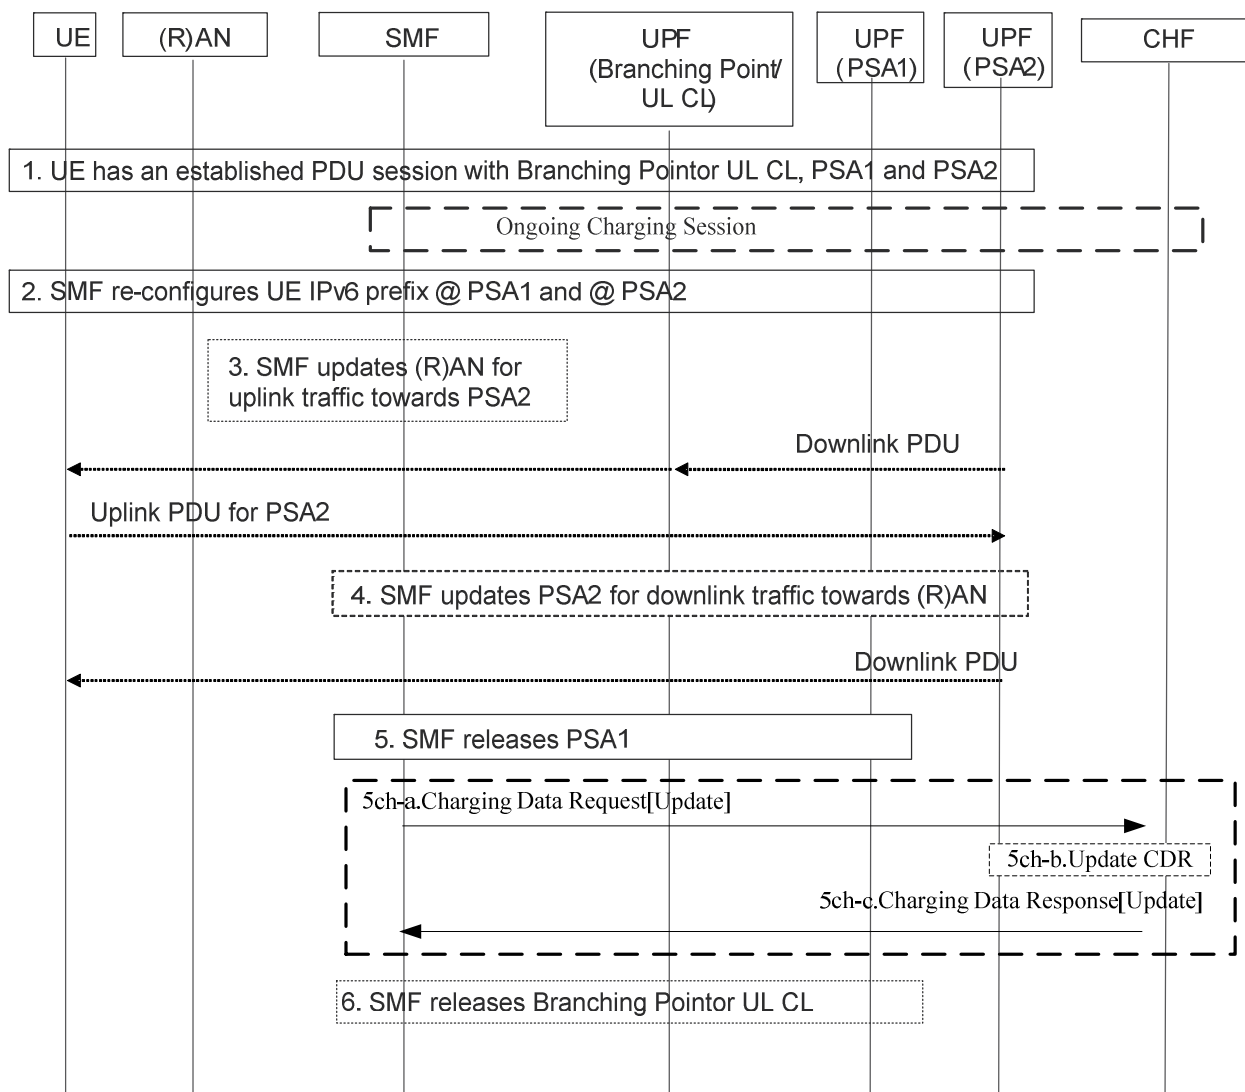 UE
(R)AN
SMF
UPF
(Branching Point/
UL CL)
UPF
(PSA1)
UPF
(PSA2)
CHF
1. UE has an established PDU session with Branching Pointor UL CL, PSA1 and PSA2
Ongoing Charging Session
2. SMF re-configures UE IPv6 prefix @ PSA1 and @ PSA2
3. SMF updates (R)AN for
uplink traffic towards PSA2
Downlink PDU
Uplink PDU for PSA2
4. SMF updates PSA2 for downlink traffic towards (R)AN
Downlink PDU
5. SMF releases PSA1
5ch-a.Charging Data Request[Update]
5ch-b.Update CDR
5ch-c.Charging Data Response[Update]
6. SMF releases Branching Pointor UL CL